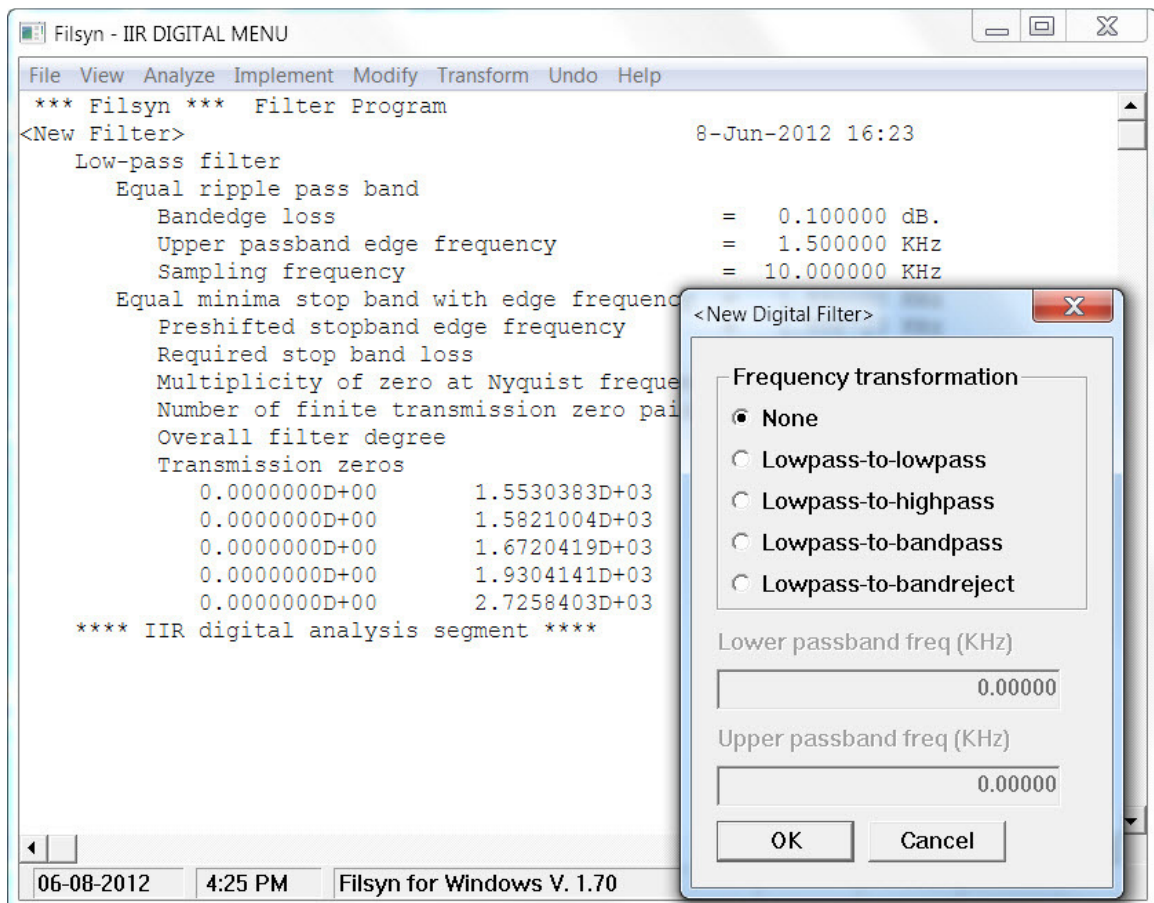 Filsyn - IIR DIGITAL MENU
File View Analyze Implement Modify Transform Undo Help
*** Filsyn *** Filter Program
<New Filter> 8-Jun-2012 16:23
Low-pass filter
Equal ripple pass band
Bandedge loss = 0.100000 dB.
Upper passband edge frequency = 1.500000 KHz
Sampling frequency = 10.000000 KHz
Equal minima stop band with edge frequency
Preshifted stopband edge frequency
Required stop band loss
Multiplicity of zero at Nyquist freque
Number of finite transmission zero pai
Overall filter degree
Transmission zeros
0.0000000D+00 1.5530383D+03
0.0000000D+00 1.5821004D+03
0.0000000D+00 1.6720419D+03
0.0000000D+00 1.9304141D+03
0.0000000D+00 2.7258403D+03
**** IIR digital analysis segment ****
<New Digital Filter>
Frequency transformation
None
Lowpass-to-lowpass
Lowpass-to-highpass
Lowpass-to-bandpass
Lowpass-to-bandreject
Lower passband freq (KHz)
0.00000
Upper passband freq (KHz)
0.00000
OK Cancel
06-08-2012 4:25 PM Filsyn for Windows V. 1.70